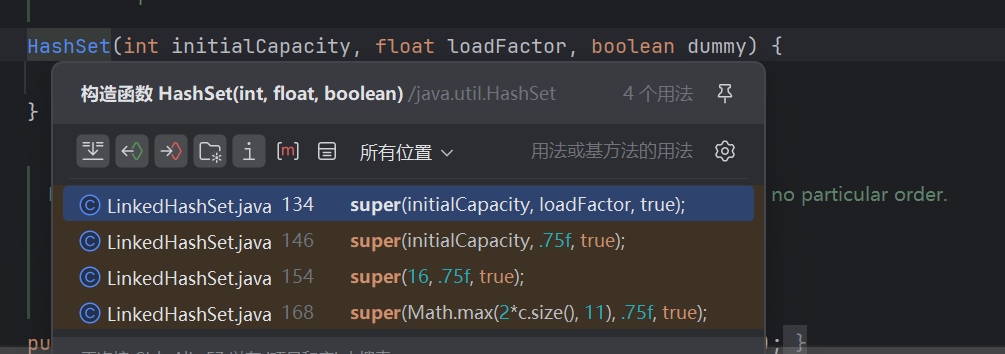 HashSet(int initialCapacity, float loadFactor, boolean dummy) {
构造函数 HashSet(int, float, boolean) /java.util.HashSet 4 个用法
}
所有位置 用法或基方法的用法
LinkedHashSet.java 134 super(initialCapacity, loadFactor, true);
no particular order.
LinkedHashSet.java 146 super(initialCapacity, .75f, true);
LinkedHashSet.java 154 super(16, .75f, true);
LinkedHashSet.java 168 super(Math.max(2*c.size(), 11), .75f, true);
pu ; }